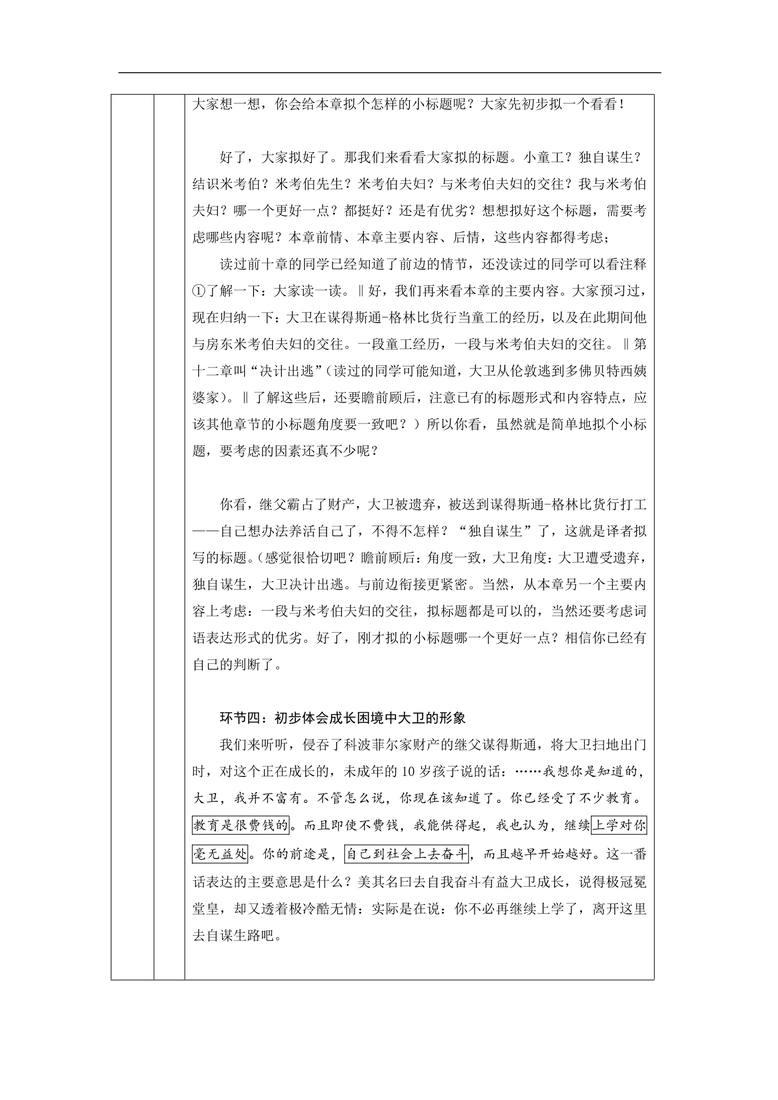 大家想一想，你会给本章拟个怎样的小标题呢？大家先初步拟一个看看！
好了，大家拟好了。那我们来看看大家拟的标题。小童工？独自谋生？
结识米考伯？米考伯先生？米考伯夫妇？与米考伯夫妇的交往？我与米考伯
夫妇？哪一个更好一点？都挺好？还是有优劣？想想拟好这个标题，需要考
虑哪些内容呢？本章前情、本章主要内容、后情，这些内容都得考虑；
读过前十章的同学已经知道了前边的情节，还没读过的同学可以看注释
①了解一下：大家读一读。‖好，我们再来看本章的主要内容。大家预习过，
现在归纳一下：大卫在谋得斯通-格林比货行当童工的经历，以及在此期间他
与房东米考伯夫妇的交往。一段童工经历，一段与米考伯夫妇的交往。‖第
十二章叫“决计出逃”（读过的同学可能知道，大卫从伦敦逃到多佛贝特西姨
婆家）。‖了解这些后，还要瞻前顾后，注意已有的标题形式和内容特点，应
该其他章节的小标题角度要一致吧？）所以你看，虽然就是简单地拟个小标
题，要考虑的因素还真不少呢？
你看，继父霸占了财产，大卫被遗弃，被送到谋得斯通-格林比货行打工
——自己想办法养活自己了，不得不怎样？“独自谋生”了，这就是译者拟
写的标题。（感觉很恰切吧？瞻前顾后：角度一致，大卫角度：大卫遭受遗弃，
独自谋生，大卫决计出逃。与前边衔接更紧密。当然，从本章另一个主要内
容上考虑：一段与米考伯夫妇的交往，拟标题都是可以的，当然还要考虑词
语表达形式的优劣。好了，刚才拟的小标题哪一个更好一点？相信你已经有
自己的判断了。
环节四：初步体会成长困境中大卫的形象
我们来听听，侵吞了科波菲尔家财产的继父谋得斯通，将大卫扫地出门
时，对这个正在成长的，未成年的 10 岁孩子说的话：……我想你是知道的，
大卫，我并不富有。不管怎么说，你现在该知道了。你已经受了不少教育。
教育是很费钱的。而且即使不费钱，我能供得起，我也认为，继续上学对你
毫无益处。你的前途是，自己到社会上去奋斗，而且越早开始越好。这一番
话表达的主要意思是什么？美其名曰去自我奋斗有益大卫成长，说得极冠冕
堂皇，却又透着极冷酷无情：实际是在说：你不必再继续上学了，离开这里
去自谋生路吧。